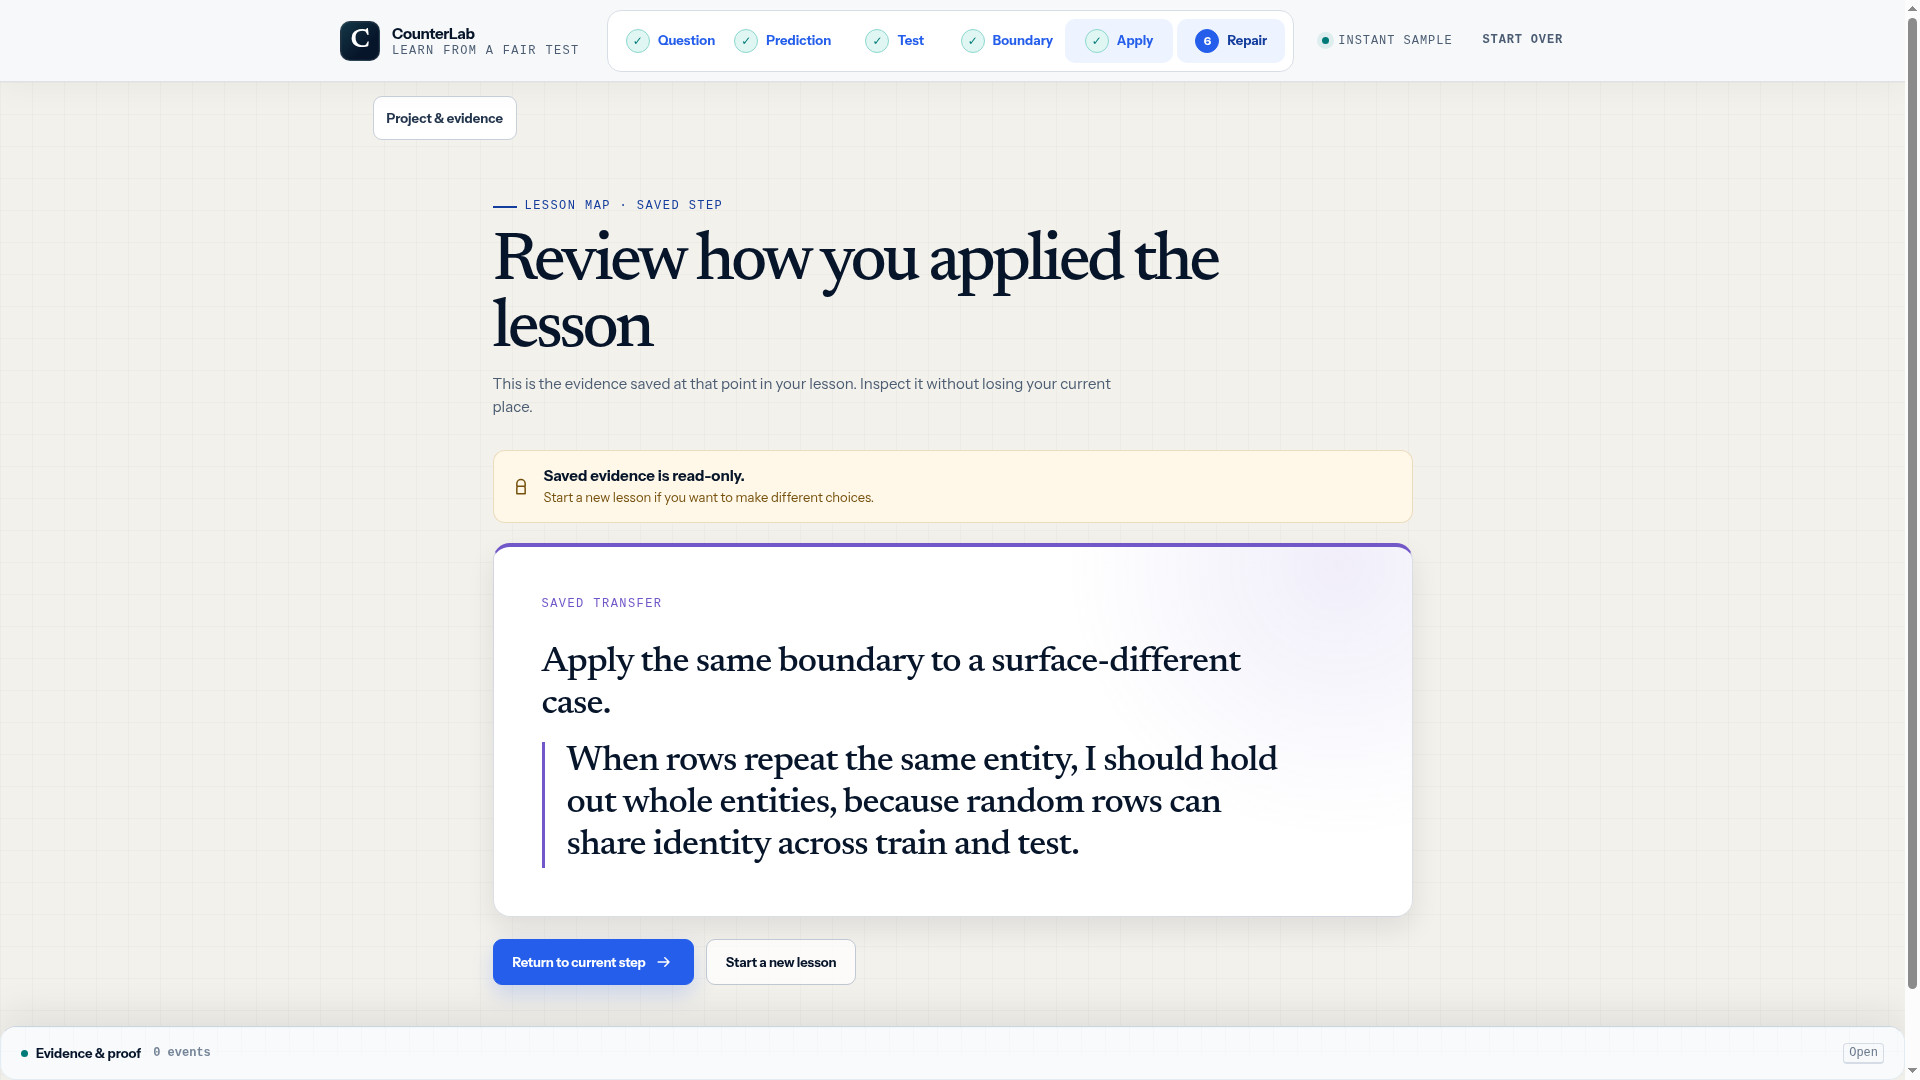 C
CounterLab
LEARN FROM A FAIR TEST
✓ Question
✓ Prediction
✓ Test
✓ Boundary
✓ Apply
6 Repair
INSTANT SAMPLE
START OVER
Project & evidence
LESSON MAP · SAVED STEP
Review how you applied the
lesson
This is the evidence saved at that point in your lesson. Inspect it without losing your current
place.
Saved evidence is read-only.
Start a new lesson if you want to make different choices.
SAVED TRANSFER
Apply the same boundary to a surface-different
case.
When rows repeat the same entity, I should hold
out whole entities, because random rows can
share identity across train and test.
Return to current step →
Start a new lesson
Evidence & proof 0 events
Open